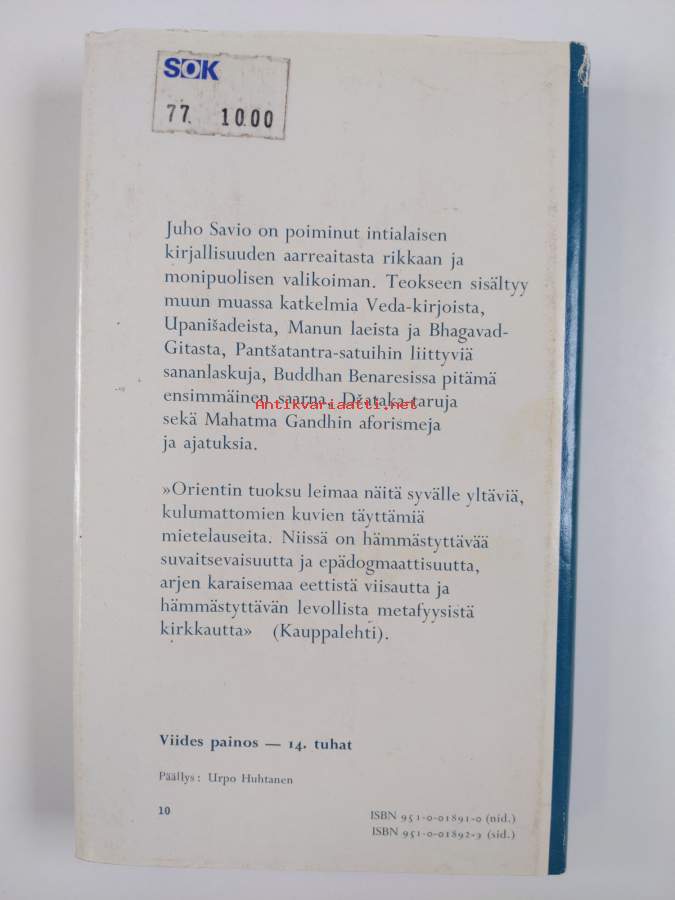 SOK
77. 10.00
Juho Savio on poiminut intialaisen
kirjallisuuden aarreaitasta rikkaan ja
monipuolisen valikoiman. Teokseen sisältyy
muun muassa katkelmia Veda-kirjoista,
Upanišadeista, Manun laeista ja Bhagavad-
Gitasta, Pantšatantra-satuihin liittyviä
sananlaskuja, Buddhan Benaresissa pitämä
ensimmäinen saarna, Džataka-taruja
Antikvariaatti.net
sekä Mahatma Gandhin aforismeja
ja ajatuksia.
»Orientin tuoksu leimaa näitä syvälle yltäviä,
kulumattomien kuvien täyttämiä
mietelauseita. Niissä on hämmästyttävää
suvaitsevaisuutta ja epädogmaattisuutta,
arjen karaisemaa eettistä viisautta ja
hämmästyttävän levollista metafyysistä
kirkkautta» (Kauppalehti).
Viides painos — 14. tuhat
Päällys: Urpo Huhtanen
10
ISBN 951-0-01891-0 (nid.)
ISBN 951-0-01892-9 (sid.)